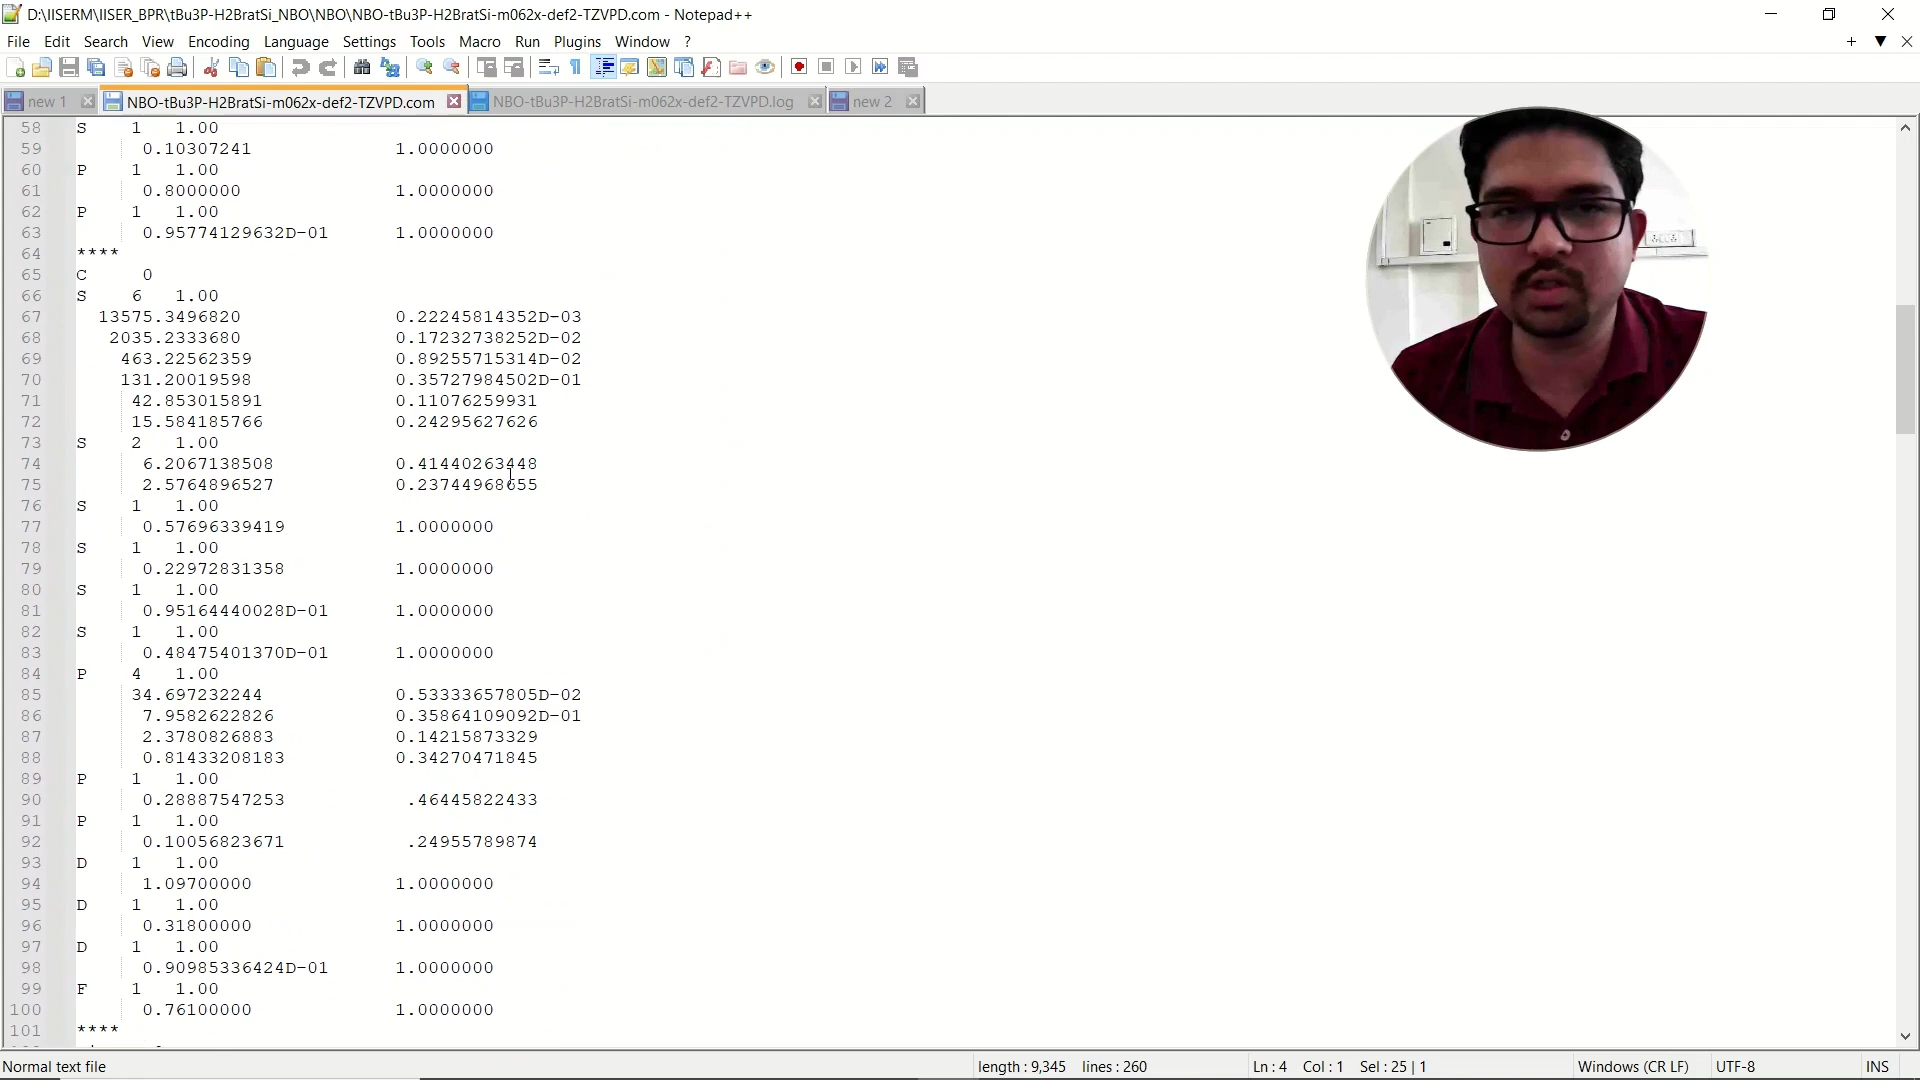 D:\IISERM\IISER_BPR\tBu3P-H2BratSi_NBO\NBO\NBO-tBu3P-H2BratSi-m062x-def2-TZVPD.com - Notepad++
File Edit Search View Encoding Language Settings Tools Macro Run Plugins Window ?
new 1 NBO-tBu3P-H2BratSi-m062x-def2-TZVPD.com NBO-tBu3P-H2BratSi-m062x-def2-TZVPD.log new 2
58 S 1 1.00
59 0.10307241 1.0000000
60 P 1 1.00
61 0.8000000 1.0000000
62 P 1 1.00
63 0.95774129632D-01 1.0000000
64 ****
65 C 0
66 S 6 1.00
67 13575.3496820 0.22245814352D-03
68 2035.2333680 0.17232738252D-02
69 463.22562359 0.89255715314D-02
70 131.20019598 0.35727984502D-01
71 42.853015891 0.11076259931
72 15.584185766 0.24295627626
73 S 2 1.00
74 6.2067138508 0.41440263448
75 2.5764896527 0.23744968655
76 S 1 1.00
77 0.57696339419 1.0000000
78 S 1 1.00
79 0.22972831358 1.0000000
80 S 1 1.00
81 0.95164440028D-01 1.0000000
82 S 1 1.00
83 0.48475401370D-01 1.0000000
84 P 4 1.00
85 34.697232244 0.53333657805D-02
86 7.9582622826 0.35864109092D-01
87 2.3780826883 0.14215873329
88 0.81433208183 0.34270471845
89 P 1 1.00
90 0.28887547253 .46445822433
91 P 1 1.00
92 0.10056823671 .24955789874
93 D 1 1.00
94 1.09700000 1.0000000
95 D 1 1.00
96 0.31800000 1.0000000
97 D 1 1.00
98 0.90985336424D-01 1.0000000
99 F 1 1.00
100 0.76100000 1.0000000
101 ****
Normal text file length : 9,345 lines : 260 Ln : 4 Col : 1 Sel : 25 | 1 Windows (CR LF) UTF-8 INS